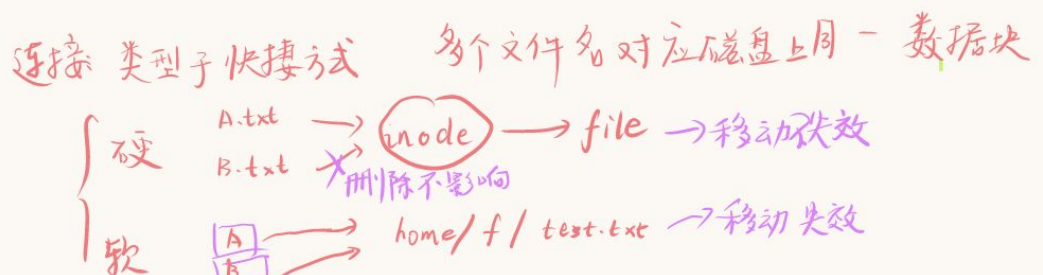 连接 类型于快捷方式 多个文件名对应磁盘上同一数据块
硬 A.txt → inode → file → 移动不失效
B.txt → 删除不影响
软 A → home/f/test.txt → 移动失效
B